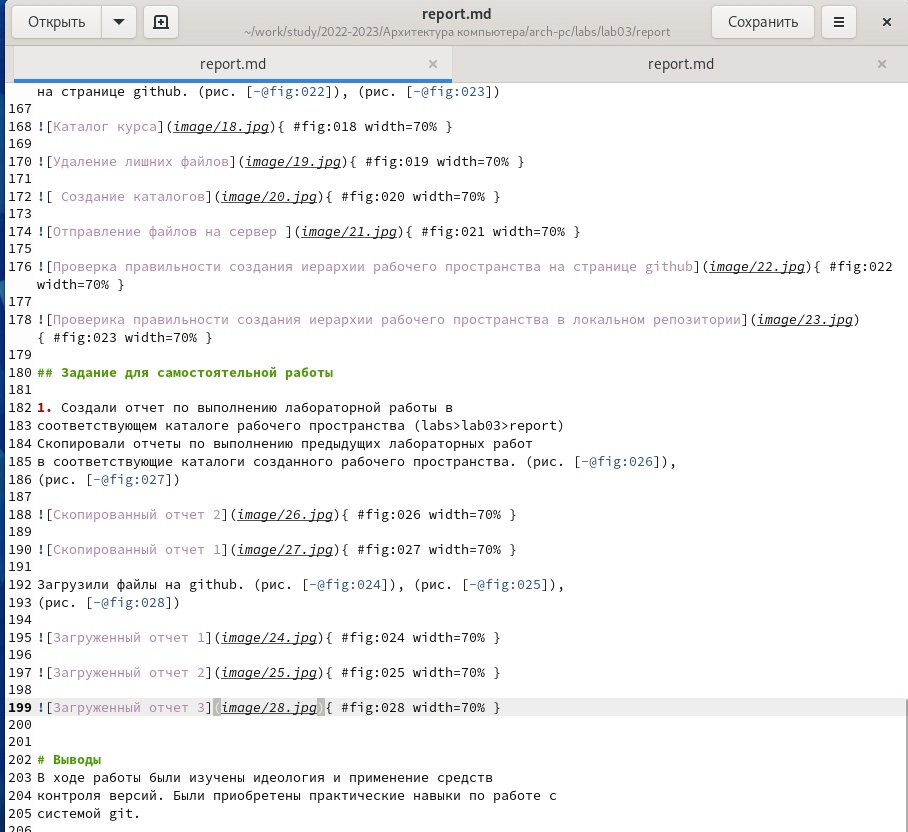 Открыть
report.md
~/work/study/2022-2023/Архитектура компьютера/arch-pc/labs/lab03/report
Сохранить
report.md
report.md
на странице github. (рис. [-@fig:022]), (рис. [-@fig:023])
167
168 ![Каталог курса](image/18.jpg){ #fig:018 width=70% }
169
170 ![Удаление лишних файлов](image/19.jpg){ #fig:019 width=70% }
171
172 ![ Создание каталогов](image/20.jpg){ #fig:020 width=70% }
173
174 ![Отправление файлов на сервер ](image/21.jpg){ #fig:021 width=70% }
175
176 ![Проверка правильности создания иерархии рабочего пространства на странице github](image/22.jpg){ #fig:022
width=70% }
177
178 ![Проверика правильности создания иерархии рабочего пространства в локальном репозитории](image/23.jpg)
{ #fig:023 width=70% }
179
180 ## Задание для самостоятельной работы
181
182 1. Создали отчет по выполнению лабораторной работы в
183 соответствующем каталоге рабочего пространства (labs>lab03>report)
184 Скопировали отчеты по выполнению предыдущих лабораторных работ
185 в соответствующие каталоги созданного рабочего пространства. (рис. [-@fig:026]),
186 (рис. [-@fig:027])
187
188 ![Скопированный отчет 2](image/26.jpg){ #fig:026 width=70% }
189
190 ![Скопированный отчет 1](image/27.jpg){ #fig:027 width=70% }
191
192 Загрузили файлы на github. (рис. [-@fig:024]), (рис. [-@fig:025]),
193 (рис. [-@fig:028])
194
195 ![Загруженный отчет 1](image/24.jpg){ #fig:024 width=70% }
196
197 ![Загруженный отчет 2](image/25.jpg){ #fig:025 width=70% }
198
199 ![Загруженный отчет 3](image/28.jpg){ #fig:028 width=70% }
200
201
202 # Выводы
203 В ходе работы были изучены идеология и применение средств
204 контроля версий. Были приобретены практические навыки по работе с
205 системой git.
206